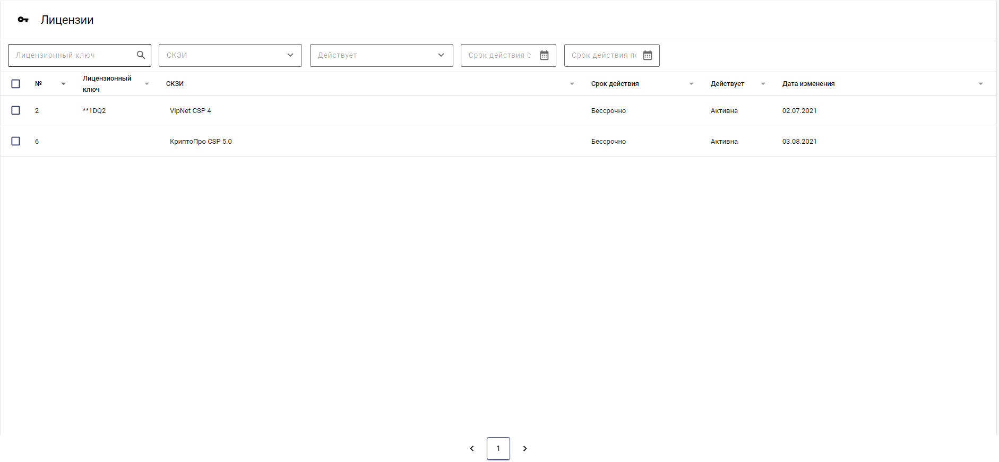 Лицензии
Лицензионный ключ
СКЗИ
Действует
Срок действия с
Срок действия по
№
Лицензионный
ключ
СКЗИ
Срок действия
Действует
Дата изменения
2 **1DQ2 VipNet CSP 4 Бессрочно Активна 02.07.2021
6 КриптоПро CSP 5.0 Бессрочно Активна 03.08.2021
1